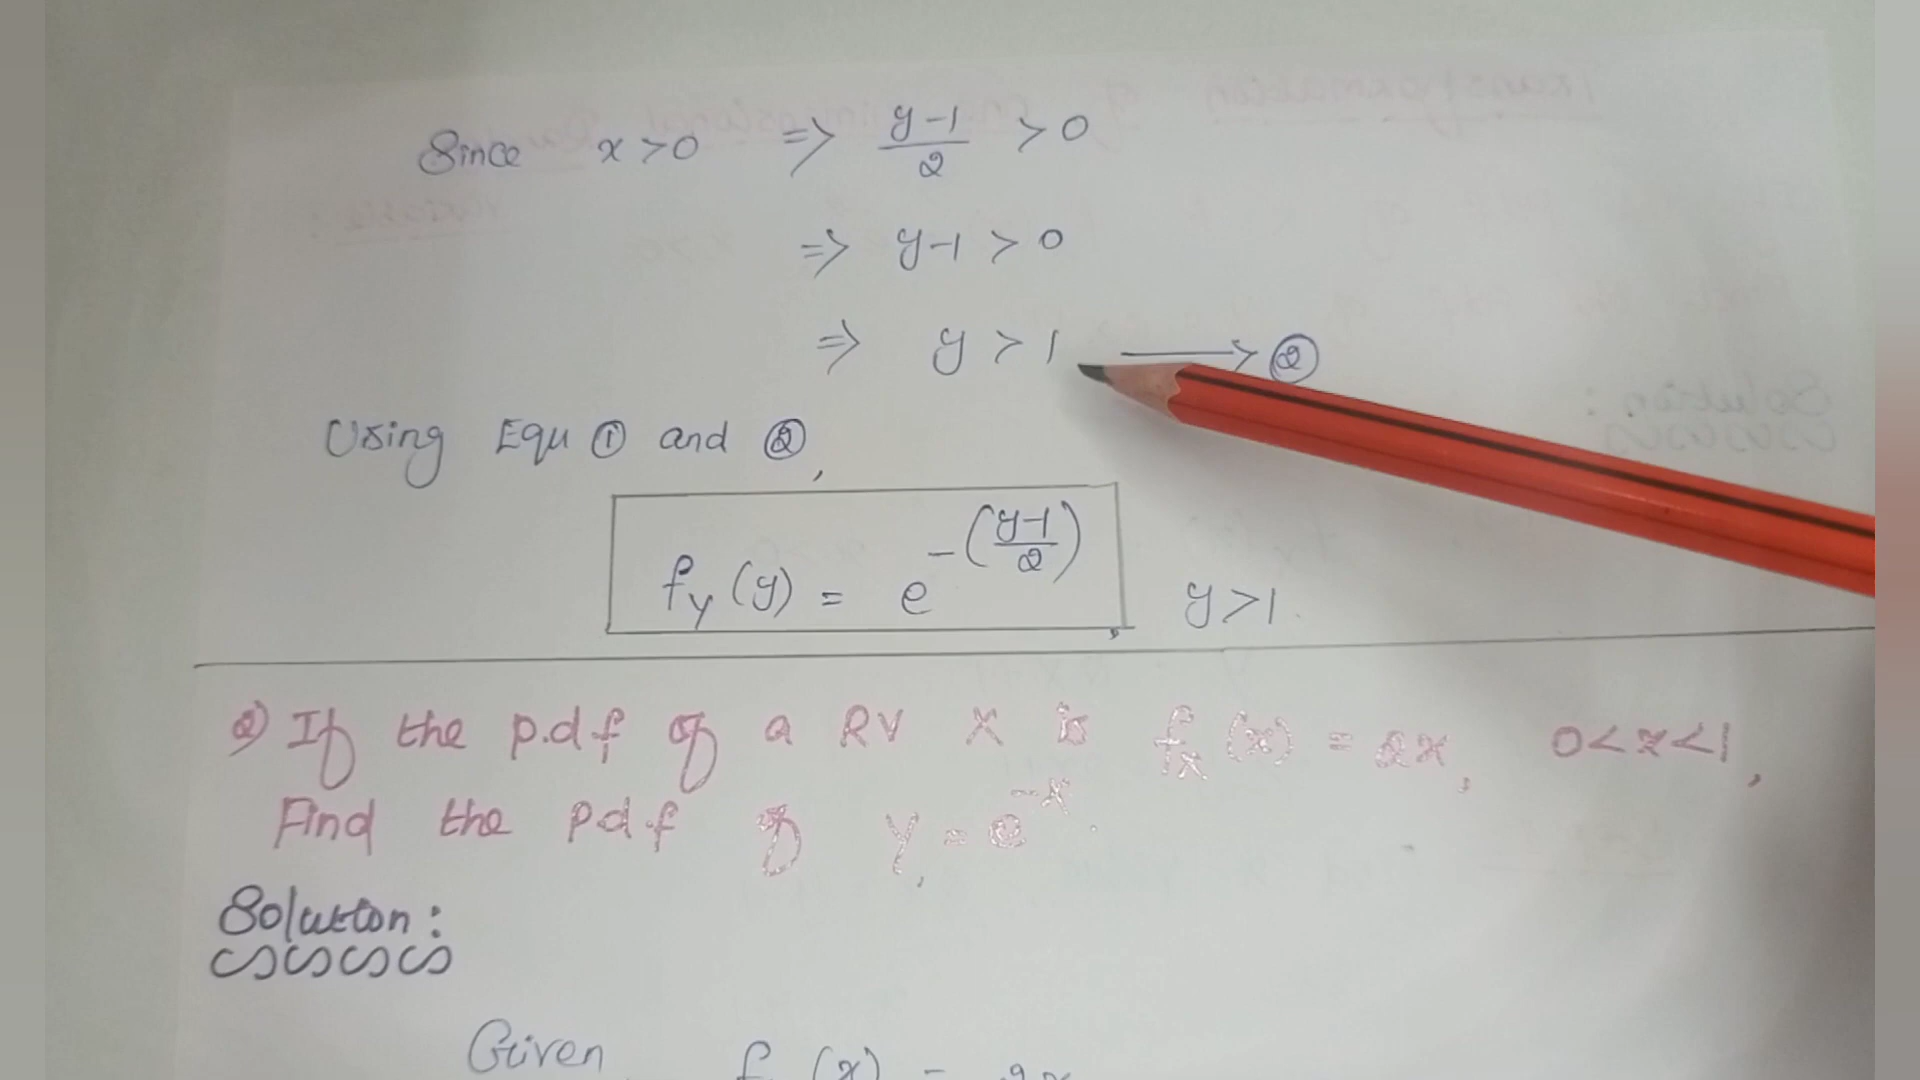 Since x > 0 => (y-1)/2 > 0
=> y-1 > 0
=> y > 1 → ②
Using Equ ① and ②,
f_Y(y) = e^{-((y-1)/2)}, y > 1.
2) If the p.d.f of a RV X is f_X(x) = 2x, 0<x<1,
Find the p.d.f of Y = e^{-x}.
Solution:
Given f (x) = 2x